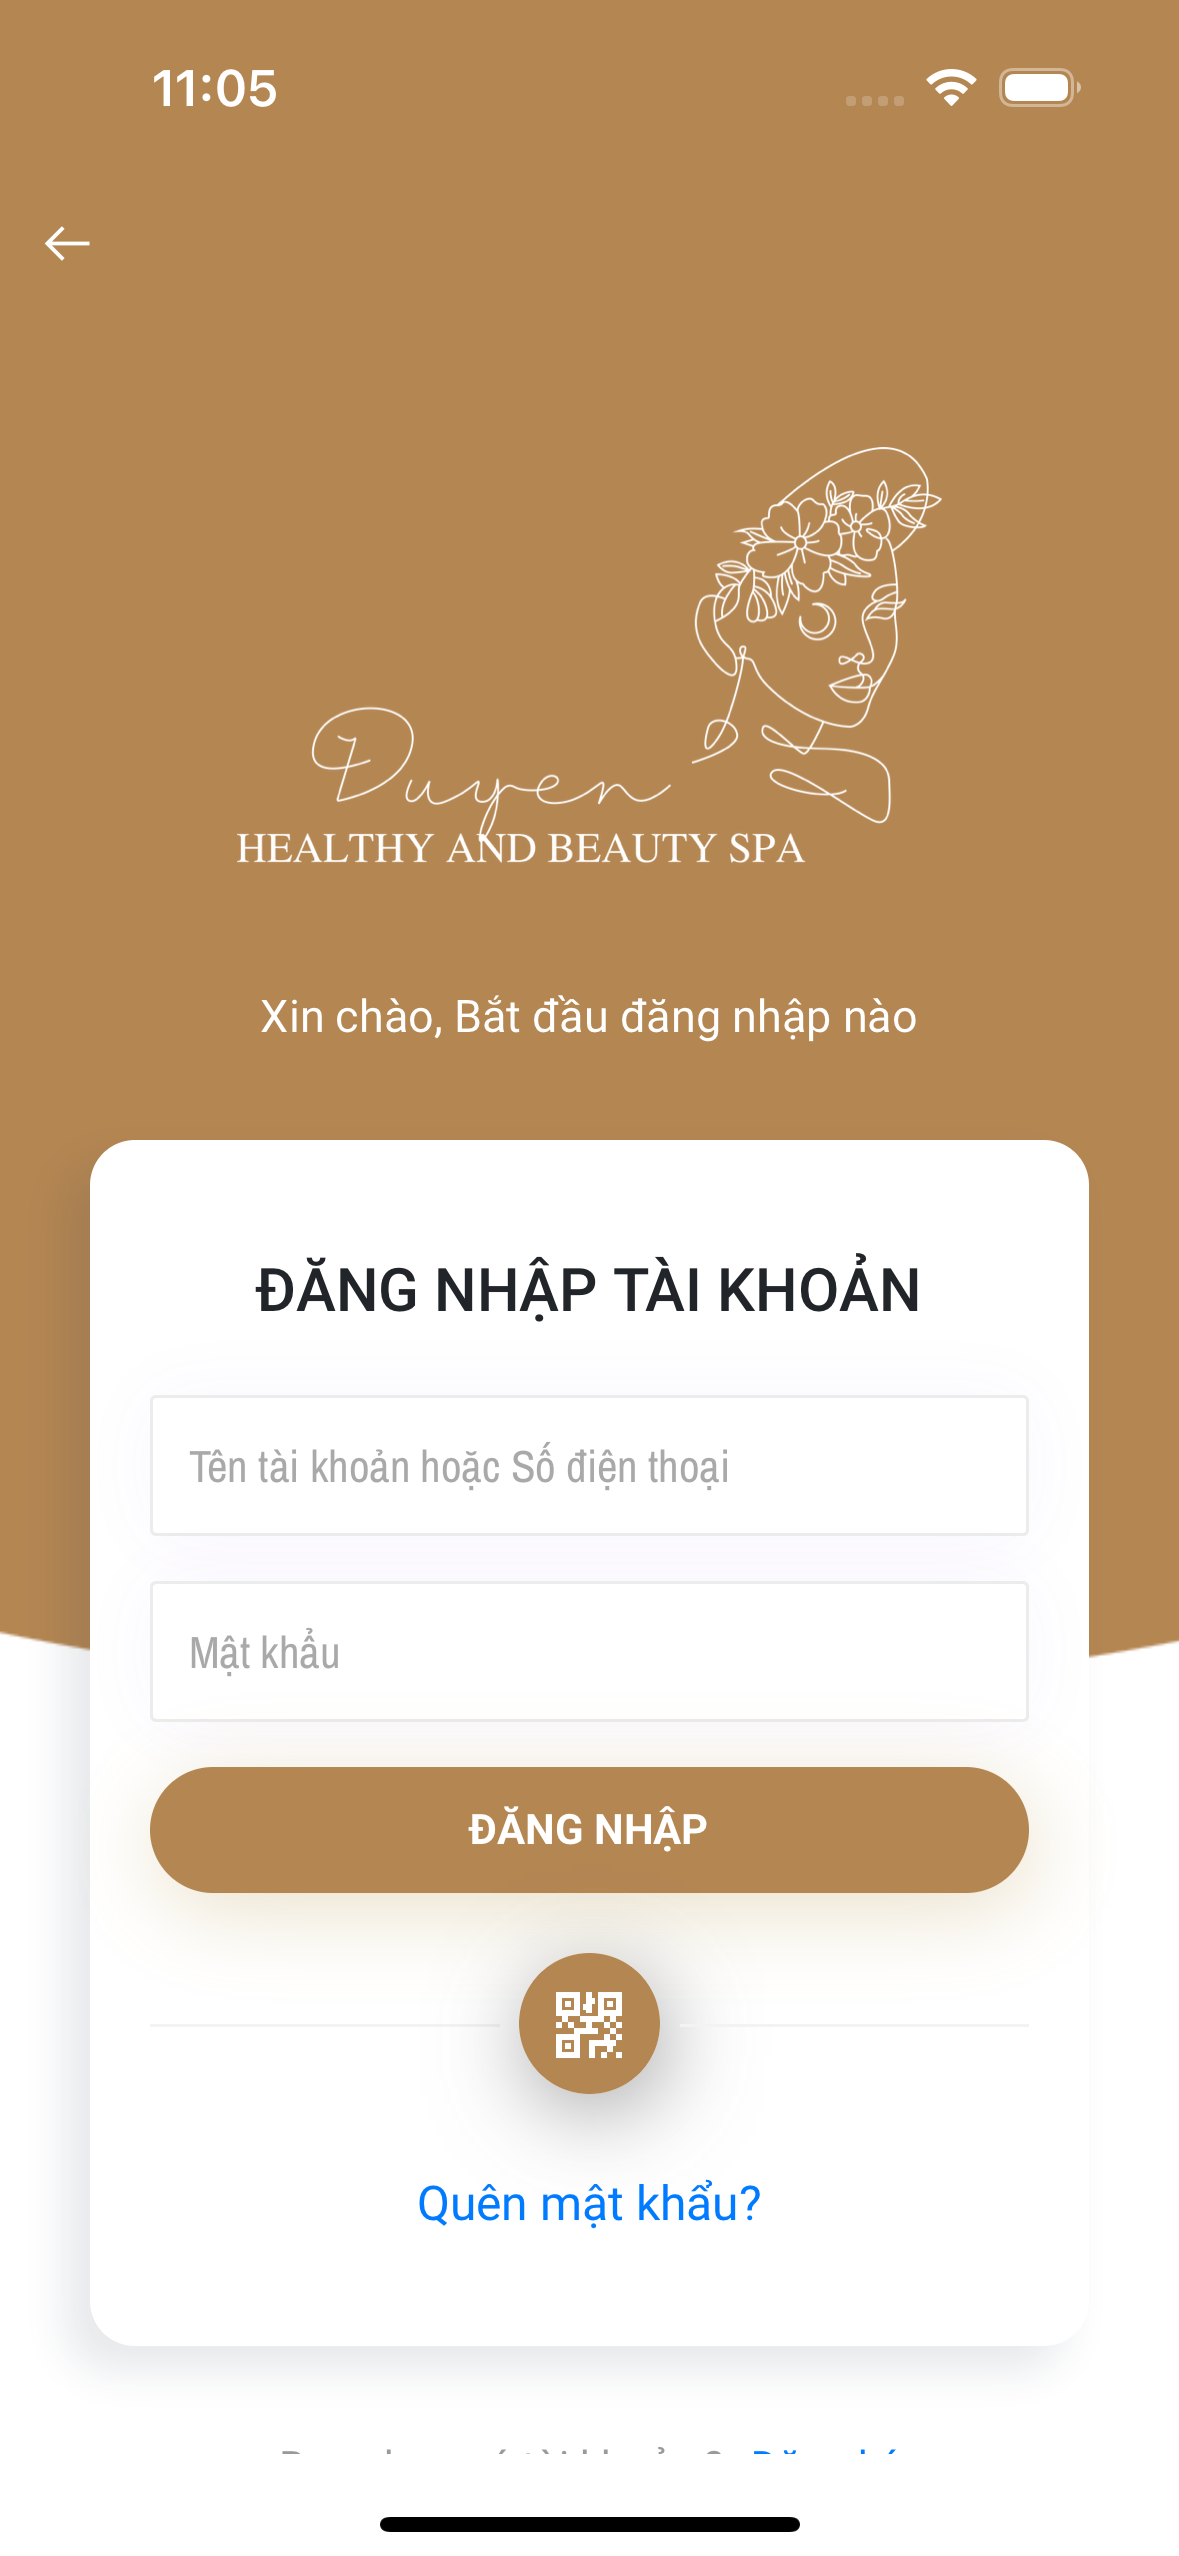 11:05
Duyen
HEALTHY AND BEAUTY SPA
Xin chào, Bắt đầu đăng nhập nào
ĐĂNG NHẬP TÀI KHOẢN
Tên tài khoản hoặc Số điện thoại
Mật khẩu
ĐĂNG NHẬP
Quên mật khẩu?